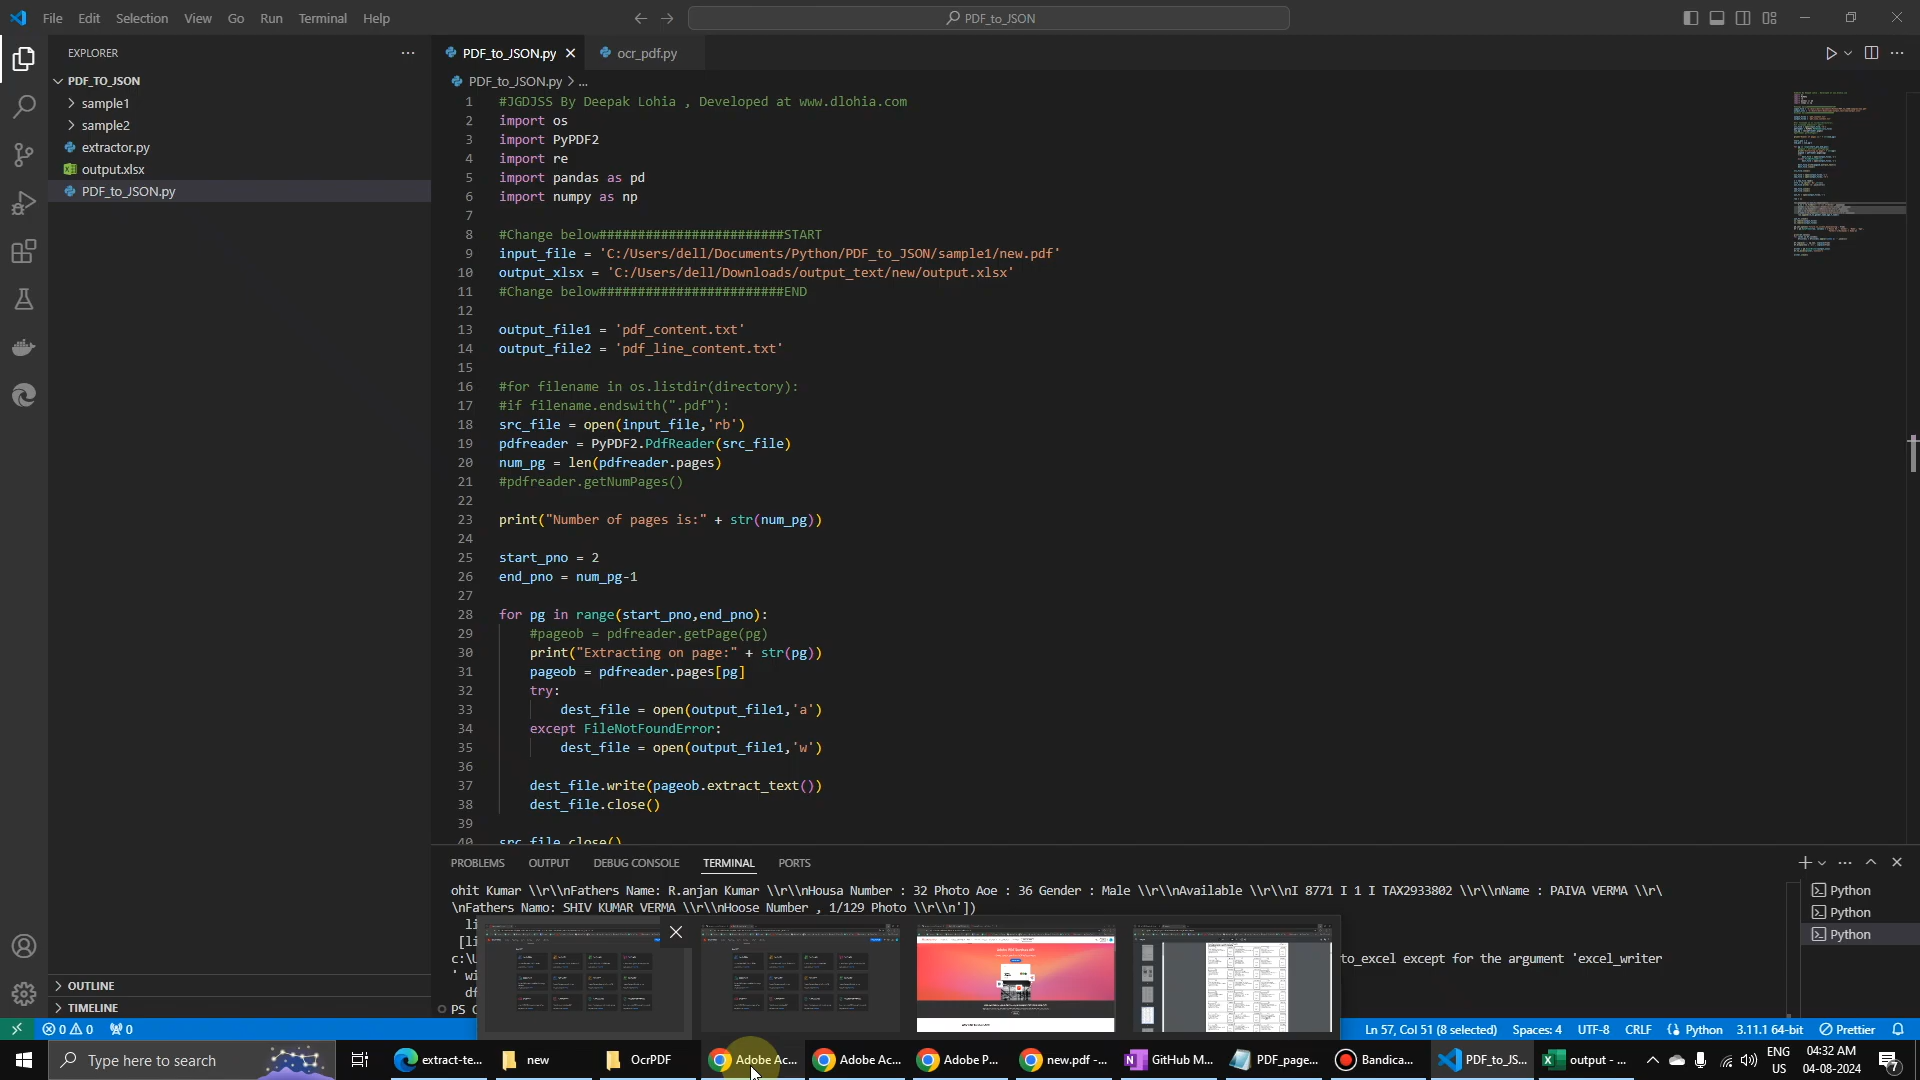 File Edit Selection View Go Run Terminal Help
PDF_to_JSON
EXPLORER
PDF_TO_JSON
sample1
sample2
extractor.py
output.xlsx
PDF_to_JSON.py
OUTLINE
TIMELINE
PDF_to_JSON.py
ocr_pdf.py
PDF_to_JSON.py > ...
1 #JGDJSS By Deepak Lohia , Developed at www.dlohia.com
2 import os
3 import PyPDF2
4 import re
5 import pandas as pd
6 import numpy as np
7
8 #Change below########################START
9 input_file = 'C:/Users/dell/Documents/Python/PDF_to_JSON/sample1/new.pdf'
10 output_xlsx = 'C:/Users/dell/Downloads/output_text/new/output.xlsx'
11 #Change below########################END
12
13 output_file1 = 'pdf_content.txt'
14 output_file2 = 'pdf_line_content.txt'
15
16 #for filename in os.listdir(directory):
17 #if filename.endswith(".pdf"):
18 src_file = open(input_file,'rb')
19 pdfreader = PyPDF2.PdfReader(src_file)
20 num_pg = len(pdfreader.pages)
21 #pdfreader.getNumPages()
22
23 print("Number of pages is:" + str(num_pg))
24
25 start_pno = 2
26 end_pno = num_pg-1
27
28 for pg in range(start_pno,end_pno):
29 #pageob = pdfreader.getPage(pg)
30 print("Extracting on page:" + str(pg))
31 pageob = pdfreader.pages[pg]
32 try:
33 dest_file = open(output_file1,'a')
34 except FileNotFoundError:
35 dest_file = open(output_file1,'w')
36
37 dest_file.write(pageob.extract_text())
38 dest_file.close()
39
40 src_file.close()
PROBLEMS OUTPUT DEBUG CONSOLE TERMINAL PORTS
ohit Kumar \\r\\nFathers Name: R.anjan Kumar \\r\\nHousa Number : 32 Photo Aoe : 36 Gender : Male \\r\\nAvailable \\r\\nI 8771 I 1 I TAX2933802 \\r\\nName : PAIVA VERMA \\r\
\nFathers Namo: SHIV KUMAR VERMA \\r\\nHoose Number , 1/129 Photo \\r\\n'])
li
[li
c:\U
to_excel except for the argument 'excel_writer
' wi
df
PS C
Python
Python
Python
0 0 0
Ln 57, Col 51 (8 selected) Spaces: 4 UTF-8 CRLF Python 3.11.1 64-bit Prettier
Type here to search
extract-te...
new
OcrPDF
Adobe Ac...
Adobe Ac...
Adobe P...
new.pdf -...
GitHub M...
PDF_page...
Bandica...
PDF_to_JS...
output - ...
ENG
US
04:32 AM
04-08-2024
7